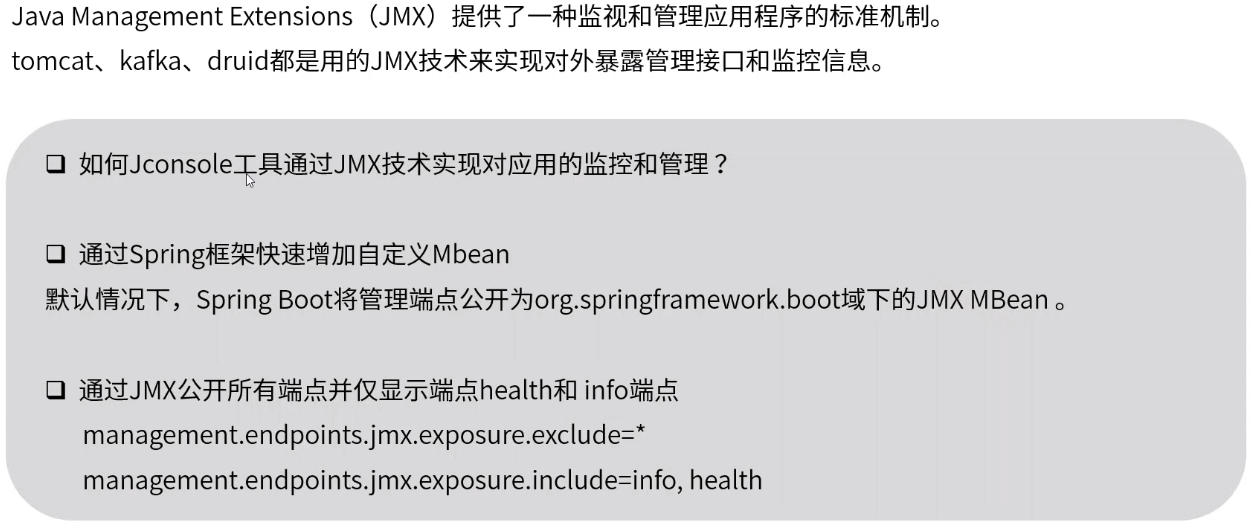 Java Management Extensions（JMX）提供了一种监视和管理应用程序的标准机制。
tomcat、kafka、druid都是用的JMX技术来实现对外暴露管理接口和监控信息。
❑ 如何Jconsole工具通过JMX技术实现对应用的监控和管理？
❑ 通过Spring框架快速增加自定义Mbean
默认情况下，Spring Boot将管理端点公开为org.springframework.boot域下的JMX MBean 。
❑ 通过JMX公开所有端点并仅显示端点health和 info端点
management.endpoints.jmx.exposure.exclude=*
management.endpoints.jmx.exposure.include=info, health